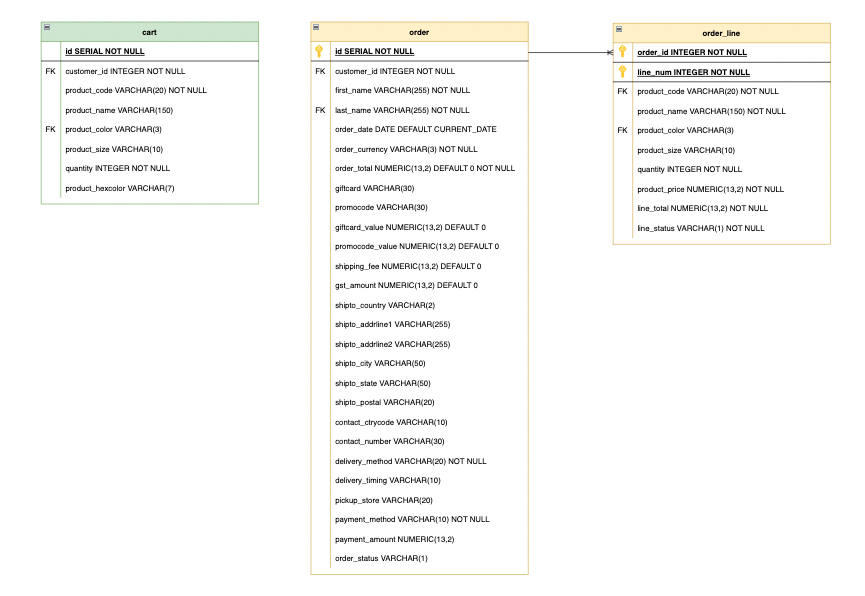 cart
id SERIAL NOT NULL
FK customer_id INTEGER NOT NULL
product_code VARCHAR(20) NOT NULL
product_name VARCHAR(150)
FK product_color VARCHAR(3)
product_size VARCHAR(10)
quantity INTEGER NOT NULL
product_hexcolor VARCHAR(7)
order
id SERIAL NOT NULL
FK customer_id INTEGER NOT NULL
first_name VARCHAR(255) NOT NULL
FK last_name VARCHAR(255) NOT NULL
order_date DATE DEFAULT CURRENT_DATE
order_currency VARCHAR(3) NOT NULL
order_total NUMERIC(13,2) DEFAULT 0 NOT NULL
giftcard VARCHAR(30)
promocode VARCHAR(30)
giftcard_value NUMERIC(13,2) DEFAULT 0
promocode_value NUMERIC(13,2) DEFAULT 0
shipping_fee NUMERIC(13,2) DEFAULT 0
gst_amount NUMERIC(13,2) DEFAULT 0
shipto_country VARCHAR(2)
shipto_addrline1 VARCHAR(255)
shipto_addrline2 VARCHAR(255)
shipto_city VARCHAR(50)
shipto_state VARCHAR(50)
shipto_postal VARCHAR(20)
contact_ctrycode VARCHAR(10)
contact_number VARCHAR(30)
delivery_method VARCHAR(20) NOT NULL
delivery_timing VARCHAR(10)
pickup_store VARCHAR(20)
payment_method VARCHAR(10) NOT NULL
payment_amount NUMERIC(13,2)
order_status VARCHAR(1)
order_line
order_id INTEGER NOT NULL
line_num INTEGER NOT NULL
FK product_code VARCHAR(20) NOT NULL
product_name VARCHAR(150) NOT NULL
FK product_color VARCHAR(3)
product_size VARCHAR(10)
quantity INTEGER NOT NULL
product_price NUMERIC(13,2) NOT NULL
line_total NUMERIC(13,2) NOT NULL
line_status VARCHAR(1) NOT NULL